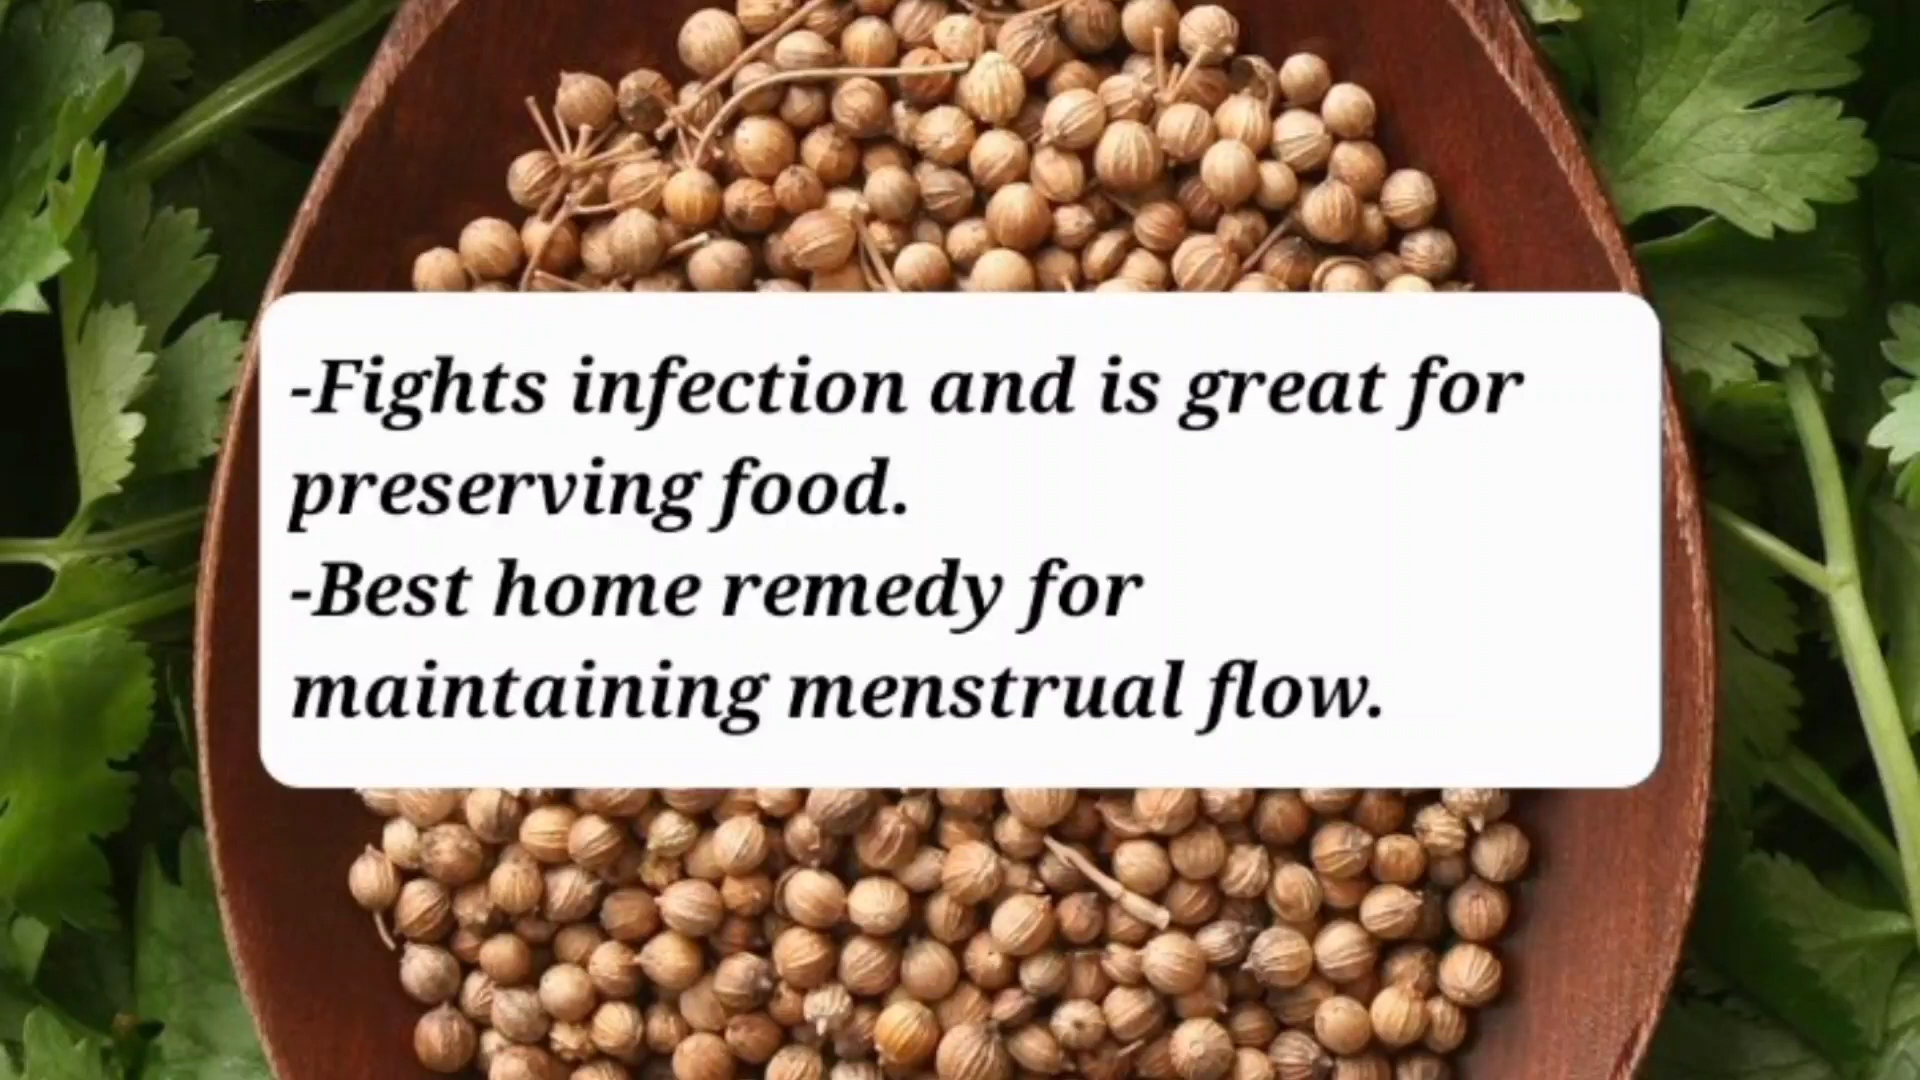 -Fights infection and is great for
preserving food.
-Best home remedy for
maintaining menstrual flow.